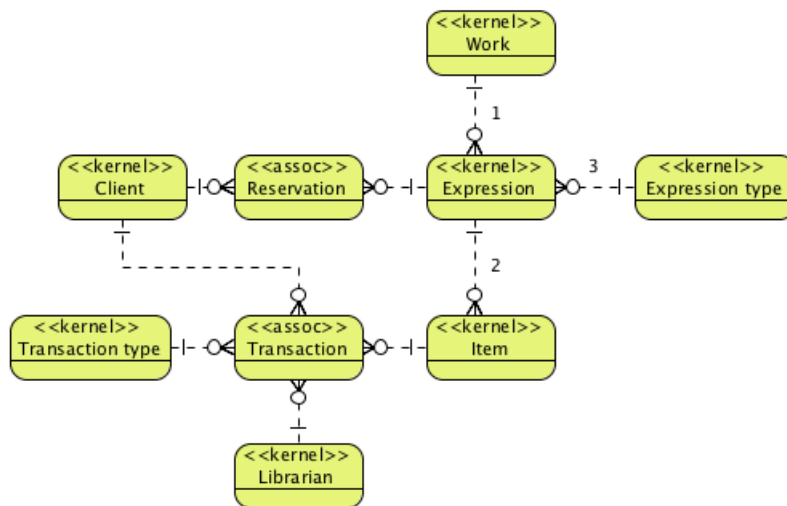 <<kernel>>
Work
1
<<kernel>>
Client
<<assoc>>
Reservation
<<kernel>>
Expression
3
<<kernel>>
Expression type
2
<<kernel>>
Transaction type
<<assoc>>
Transaction
<<kernel>>
Item
<<kernel>>
Librarian